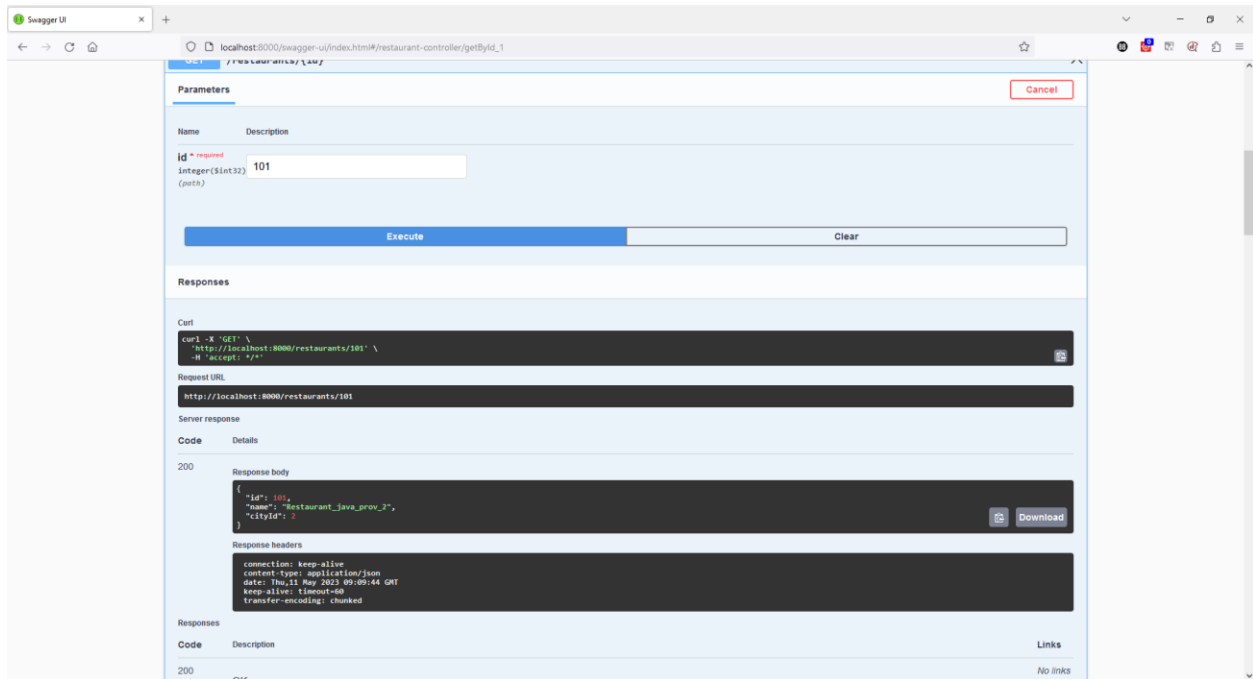 Swagger UI
localhost:8000/swagger-ui/index.html#/restaurant-controller/getById_1
GET /restaurants/{id}
Parameters
Cancel
Name Description
id * required
integer($int32)
(path)
101
Execute Clear
Responses
Curl
curl -X 'GET' \
'http://localhost:8000/restaurants/101' \
-H 'accept: */*'
Request URL
http://localhost:8000/restaurants/101
Server response
Code Details
200
Response body
{
"id": 101,
"name": "Restaurant_java_prov_2",
"cityId": 2
}
Download
Response headers
connection: keep-alive
content-type: application/json
date: Thu,11 May 2023 09:09:44 GMT
keep-alive: timeout=60
transfer-encoding: chunked
Responses
Code Description Links
200 No links